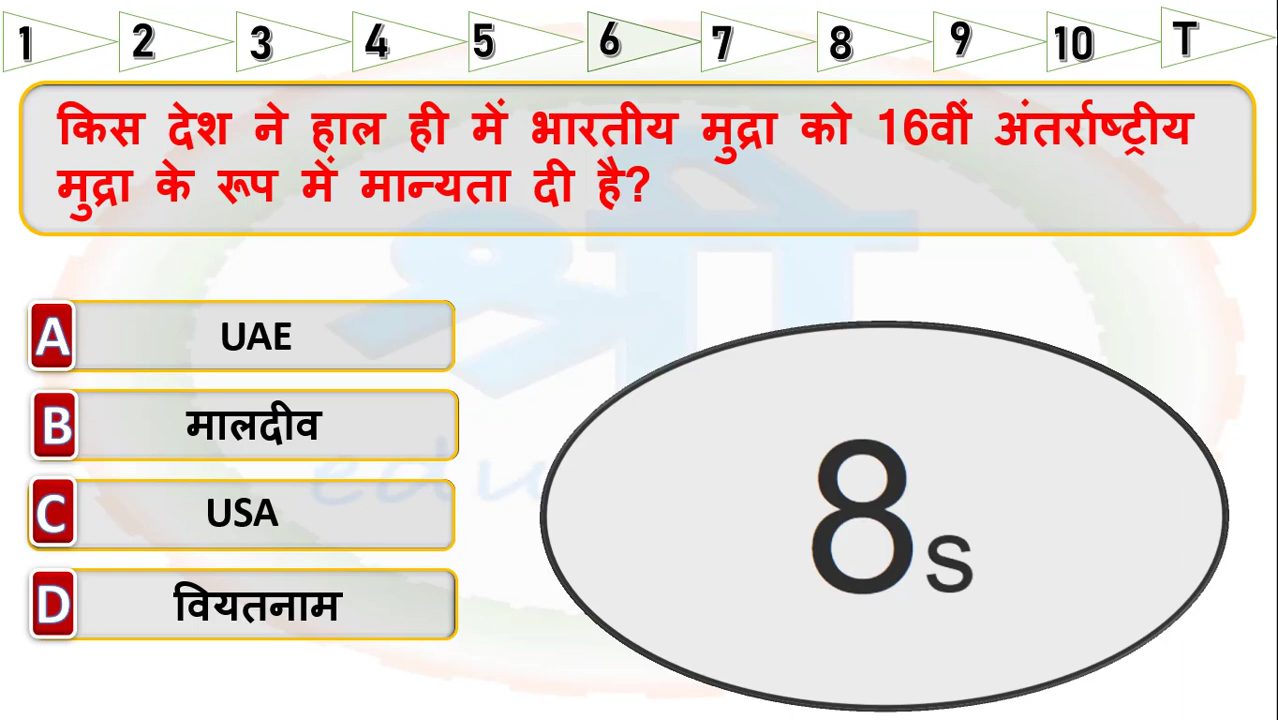 1 2 3 4 5 6 7 8 9 10 T
किस देश ने हाल ही में भारतीय मुद्रा को 16वीं अंतर्राष्ट्रीय
मुद्रा के रूप में मान्यता दी है?
A UAE
B मालदीव
C USA
D वियतनाम
8s
श्री
edu